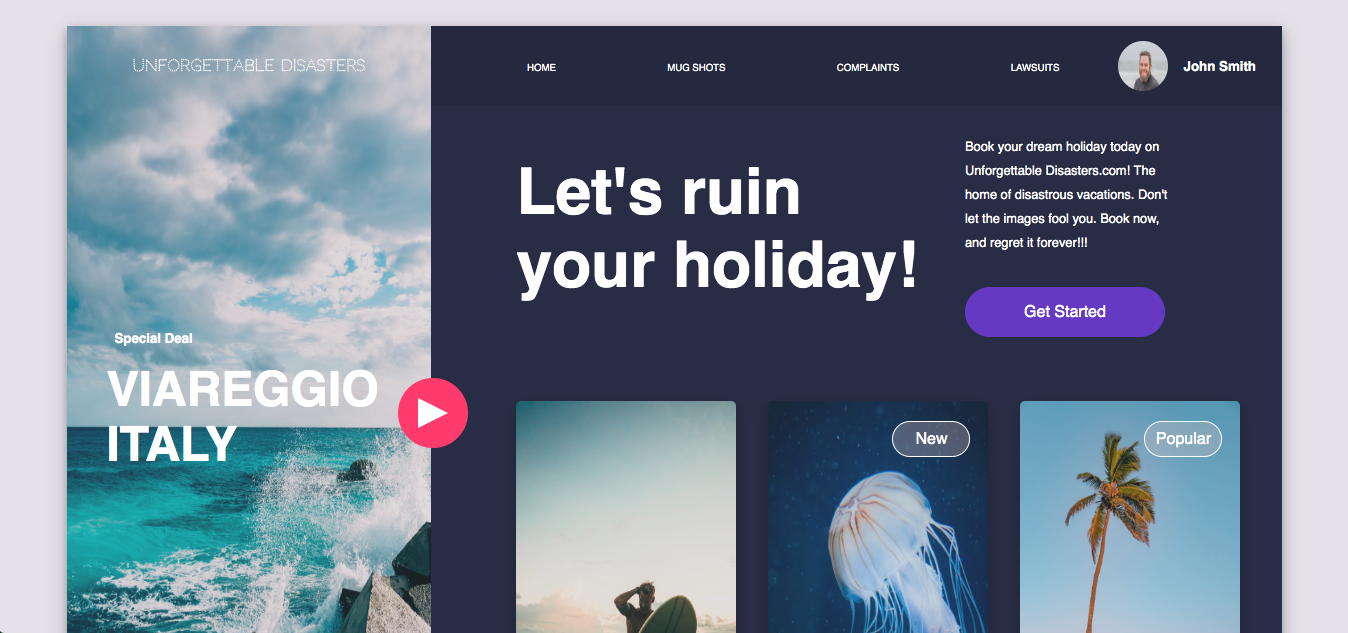 UNFORGETTABLE DISASTERS
HOME
MUG SHOTS
COMPLAINTS
LAWSUITS
John Smith
Special Deal
VIAREGGIO
ITALY
Let's ruin
your holiday!
Book your dream holiday today on
Unforgettable Disasters.com! The
home of disastrous vacations. Don't
let the images fool you. Book now,
and regret it forever!!!
Get Started
New
Popular